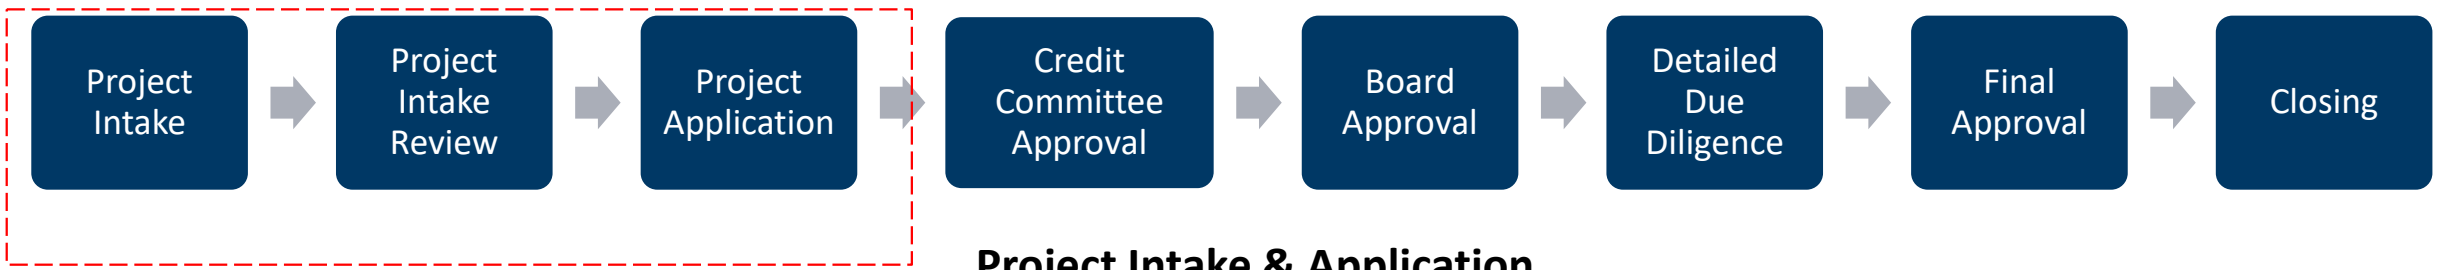 Project
Intake
Project
Intake
Review
Project
Application
Credit
Committee
Approval
Board
Approval
Detailed
Due
Diligence
Final
Approval
Closing
Project Intake & Application